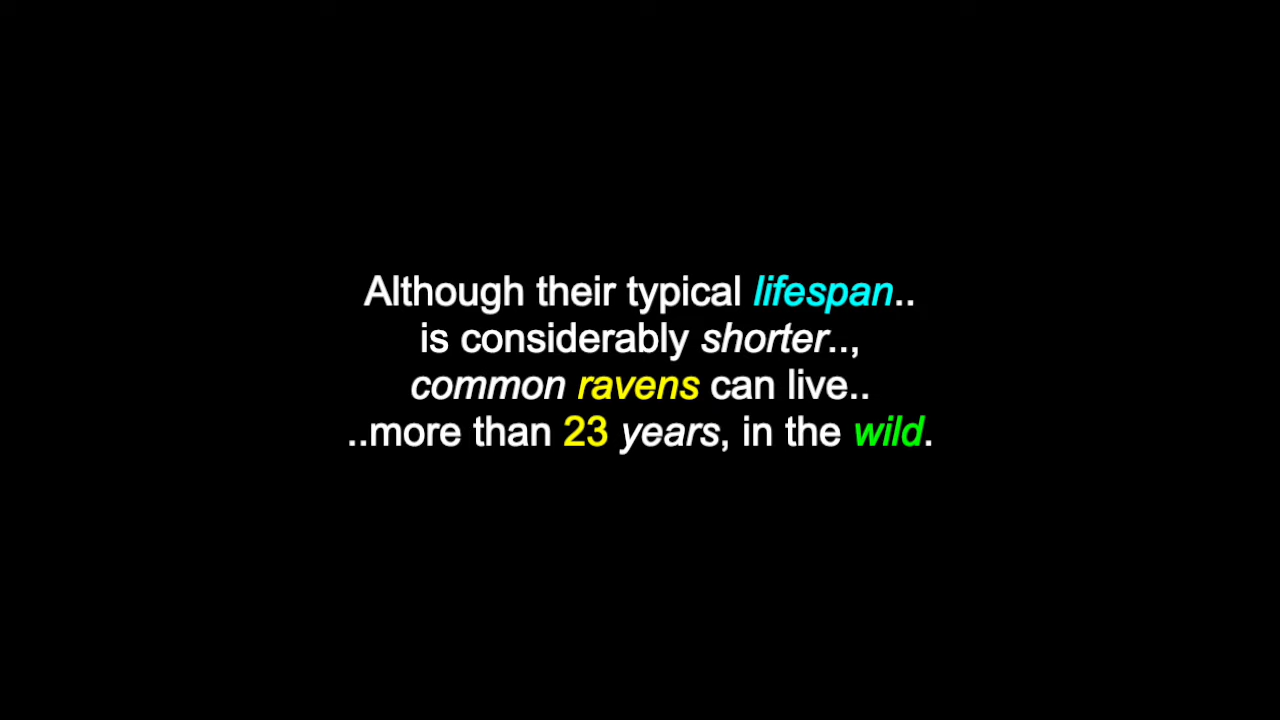 Although their typical lifespan..
is considerably shorter..,
common ravens can live..
..more than 23 years, in the wild.